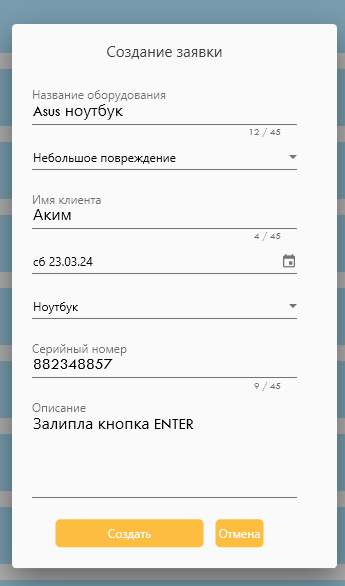 Создание заявки
Название оборудования
Asus ноутбук
12 / 45
Небольшое повреждение
Имя клиента
Аким
4 / 45
сб 23.03.24
Ноутбук
Серийный номер
882348857
9 / 45
Описание
Залипла кнопка ENTER
Создать Отмена